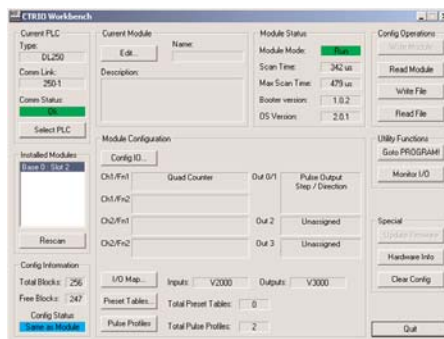 CTRIO Workbench
Current PLC
Type:
DL250
Comm Link:
250-1
Comm Status:
Ok
Select PLC
Installed Modules
Base 0 : Slot 2
Rescan
Config Information
Total Blocks: 256
Free Blocks: 247
Config Status
Same as Module
Current Module
Edit...
Name:
Description:
Module Status
Module Mode: Run
Scan Time: 342 us
Max Scan Time: 479 us
Booter version: 1.0.2
OS Version: 2.0.1
Module Configuration
Config IO...
Ch1/Fn1 Quad Counter Out 0/1 Pulse Output
Step / Direction
Ch1/Fn2
Ch2/Fn1 Out 2 Unassigned
Ch2/Fn2 Out 3 Unassigned
I/O Map... Inputs: V2000 Outputs: V3000
Preset Tables... Total Preset Tables: 0
Pulse Profiles Total Pulse Profiles: 2
Config Operations
Write Module
Read Module
Write File
Read File
Utility Functions
Goto PROGRAM!
Monitor I/O
Special
Update Firmware
Hardware Info
Clear Config
Quit